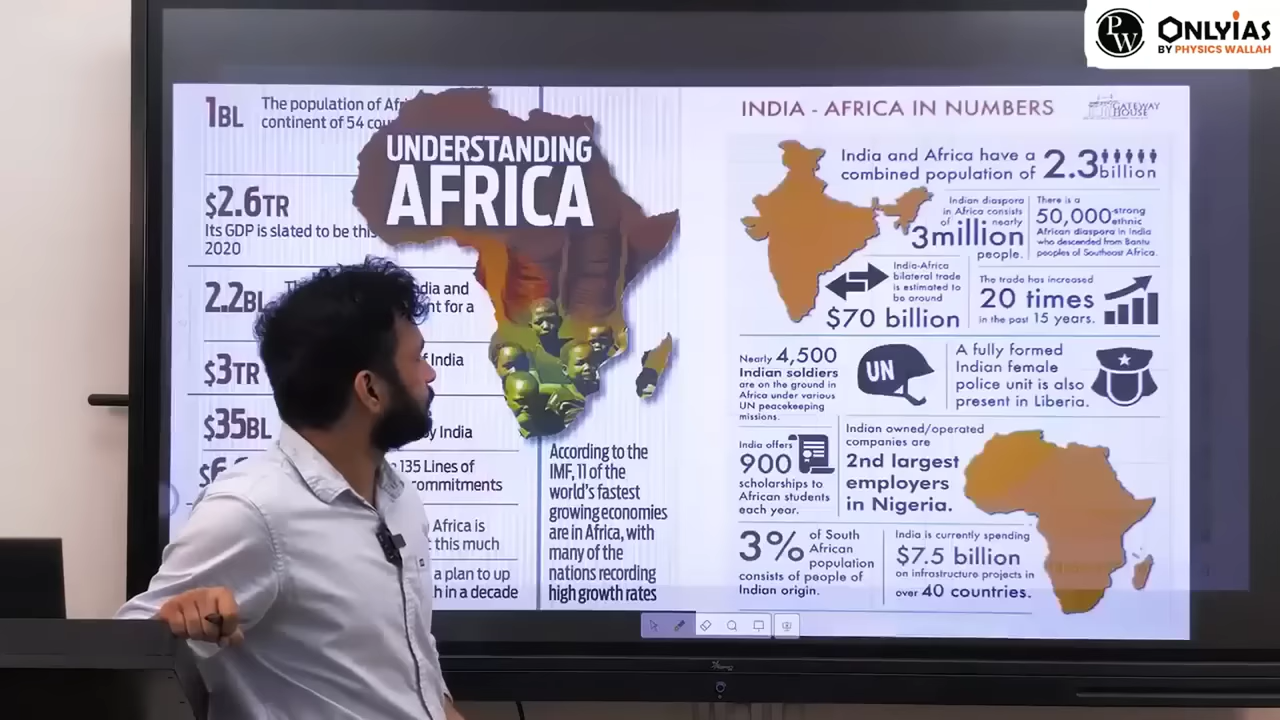 PW
ONLYIAS
BY PHYSICS WALLAH
1BL
The population of
continent of 54
UNDERSTANDING
AFRICA
$2.6TR
Its GDP is slated to be this
2020
2.2BL
and
for a
$3TR
India
$35BL
by India
135 Lines of
commitments
Africa is
this much
a plan to up
in a decade
According to the
IMF, 11 of the
world's fastest
growing economies
are in Africa, with
many of the
nations recording
high growth rates
INDIA - AFRICA IN NUMBERS
GATEWAY
HOUSE
India and Africa have a
combined population of 2.3 billion
Indian diaspora
in Africa consists
of nearly
3million
people.
There is a
50,000-strong
ethnic
African diaspora in India
who descended from Bantu
peoples of Southeast Africa.
India-Africa
bilateral trade
is estimated to
be around
$70 billion
The trade has increased
20 times
in the past 15 years.
Nearly 4,500
Indian soldiers
are on the ground in
Africa under various
UN peacekeeping
missions.
UN
A fully formed
Indian female
police unit is also
present in Liberia.
India offers
900
scholarships to
African students
each year.
Indian owned/operated
companies are
2nd largest
employers
in Nigeria.
3%
of South
African
population
consists of people of
Indian origin.
India is currently spending
$7.5 billion
on infrastructure projects in
over 40 countries.